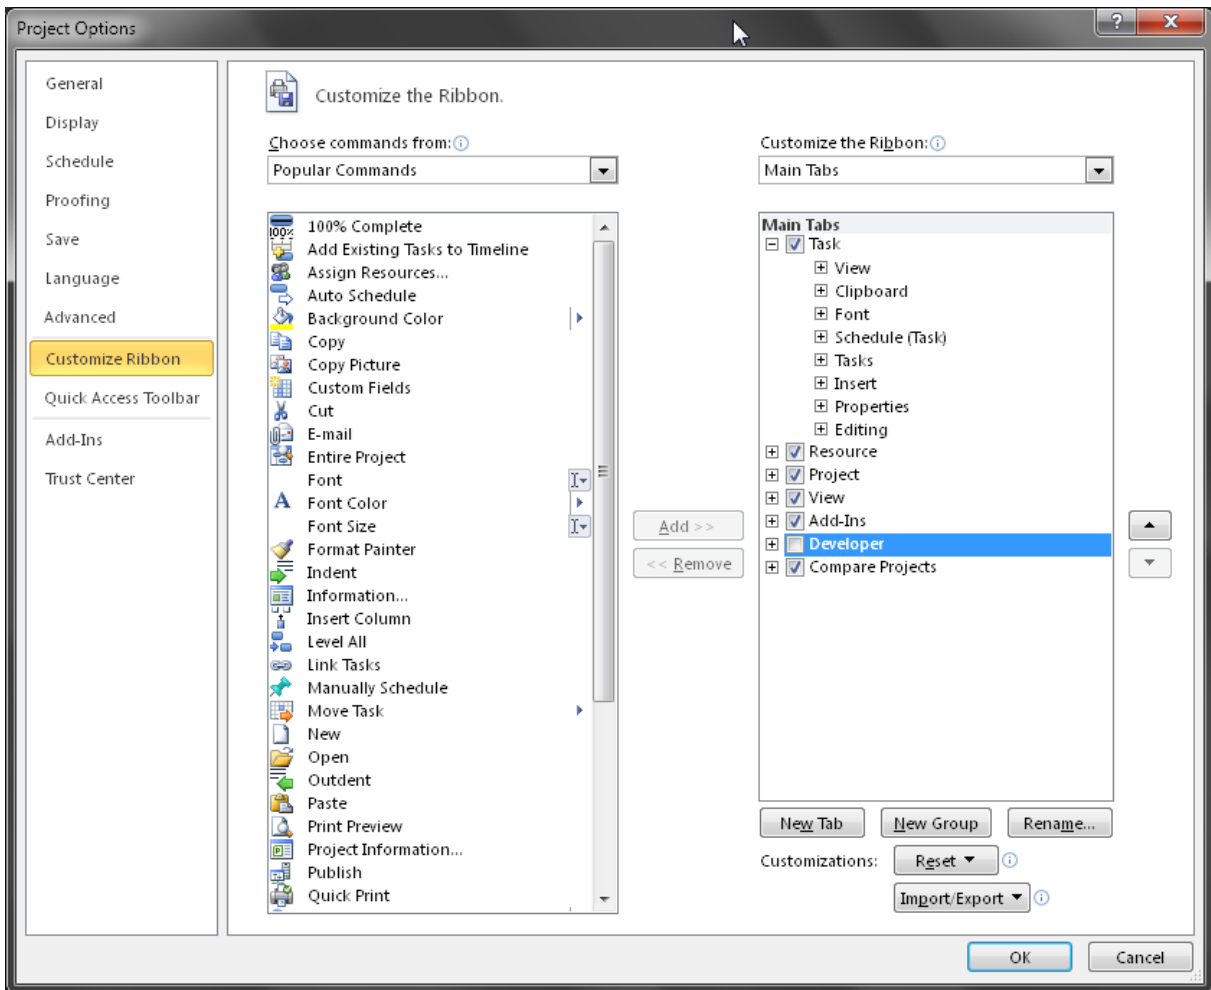 Project Options
General
Display
Schedule
Proofing
Save
Language
Advanced
Customize Ribbon
Quick Access Toolbar
Add-Ins
Trust Center
Customize the Ribbon.
Choose commands from:
Popular Commands
100% Complete
Add Existing Tasks to Timeline
Assign Resources...
Auto Schedule
Background Color
Copy
Copy Picture
Custom Fields
Cut
E-mail
Entire Project
Font
Font Color
Font Size
Format Painter
Indent
Information...
Insert Column
Level All
Link Tasks
Manually Schedule
Move Task
New
Open
Outdent
Paste
Print Preview
Project Information...
Publish
Quick Print
Add >>
<< Remove
Customize the Ribbon:
Main Tabs
Main Tabs
Task
View
Clipboard
Font
Schedule (Task)
Tasks
Insert
Properties
Editing
Resource
Project
View
Add-Ins
Developer
Compare Projects
New Tab
New Group
Rename...
Customizations:
Reset
Import/Export
OK
Cancel